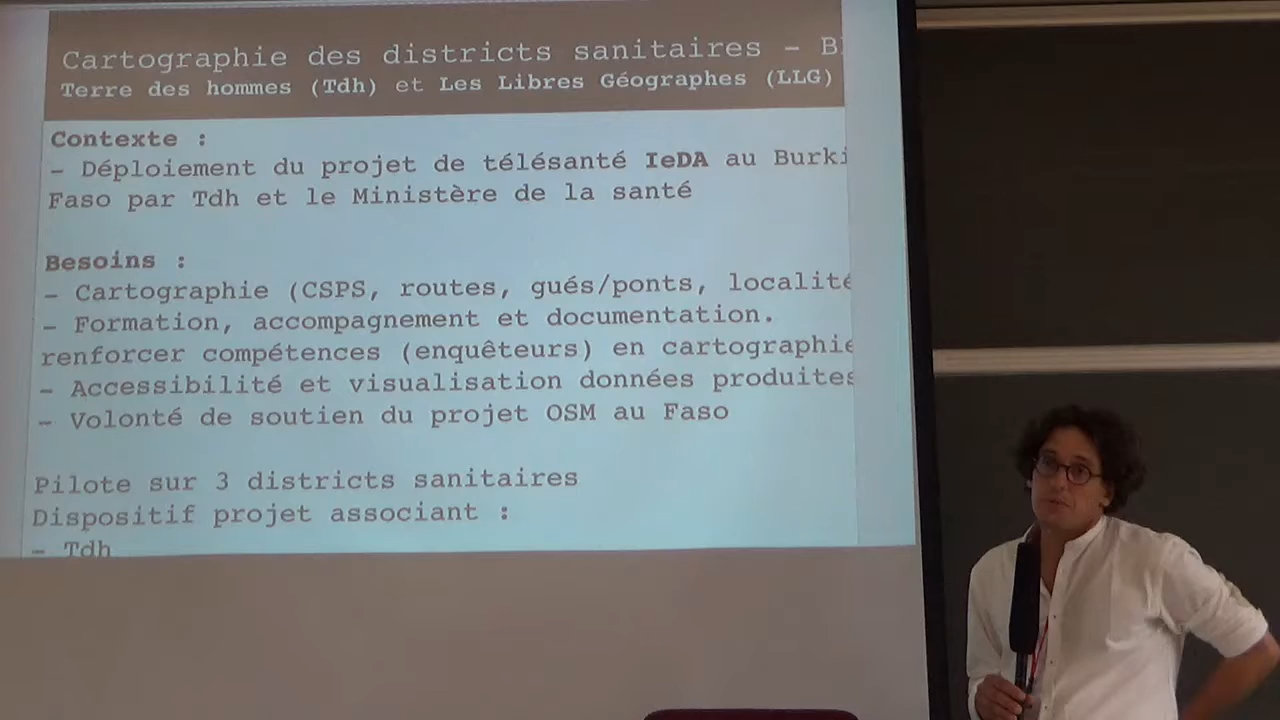 Cartographie des districts sanitaires – B
Terre des hommes (Tdh) et Les Libres Géographes (LLG)
Contexte :
– Déploiement du projet de télésanté IeDA au Burki
Faso par Tdh et le Ministère de la santé
Besoins :
– Cartographie (CSPS, routes, gués/ponts, localité
– Formation, accompagnement et documentation.
renforcer compétences (enquêteurs) en cartographie
– Accessibilité et visualisation données produites
– Volonté de soutien du projet OSM au Faso
Pilote sur 3 districts sanitaires
Dispositif projet associant :
– Tdh